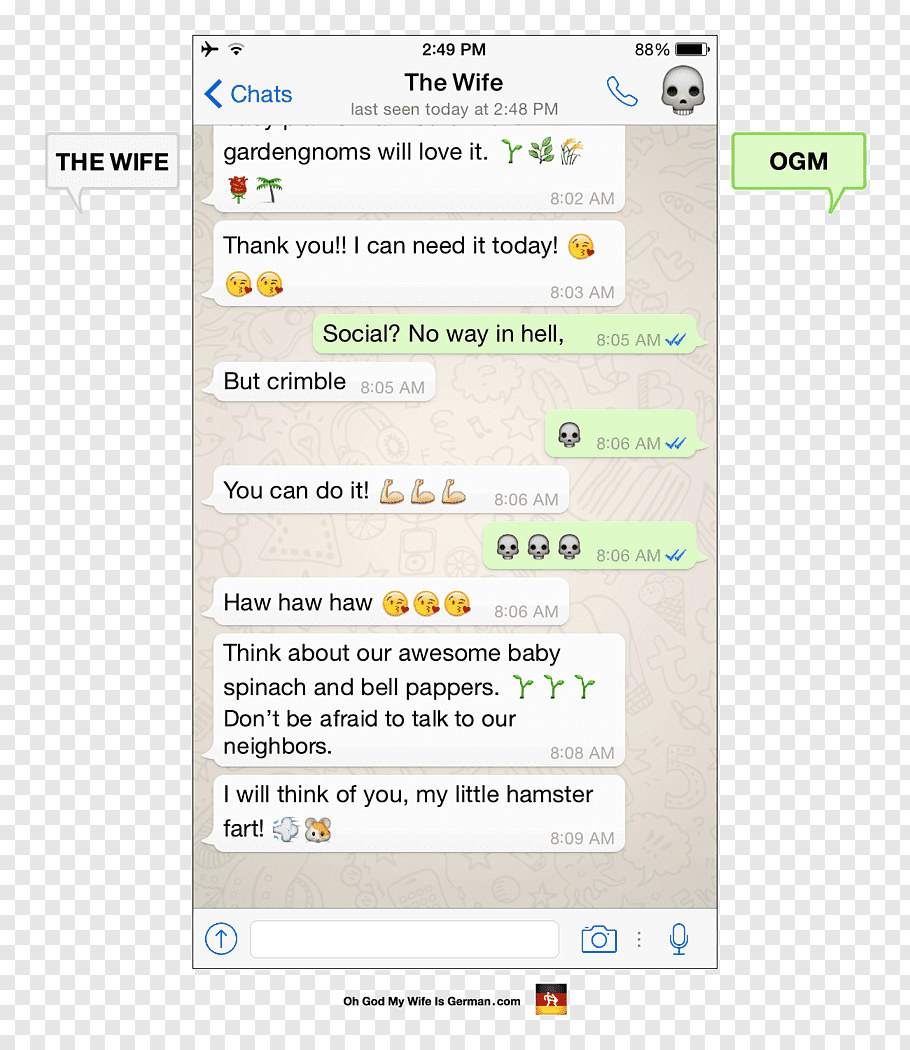 2:49 PM
88%
Chats
The Wife
last seen today at 2:48 PM
THE WIFE
OGM
gardengnoms will love it. 🌱🌿🌾
🌹🌴
8:02 AM
Thank you!! I can need it today! 😘
😘😘
8:03 AM
Social? No way in hell,
8:05 AM
But crimble
8:05 AM
💀
8:06 AM
You can do it! 💪💪💪
8:06 AM
💀💀💀
8:06 AM
Haw haw haw 😘😘😘
8:06 AM
Think about our awesome baby
spinach and bell pappers. 🌱🌱🌱
Don’t be afraid to talk to our
neighbors.
8:08 AM
I will think of you, my little hamster
fart! 💨🐹
8:09 AM
Oh God My Wife Is German.com